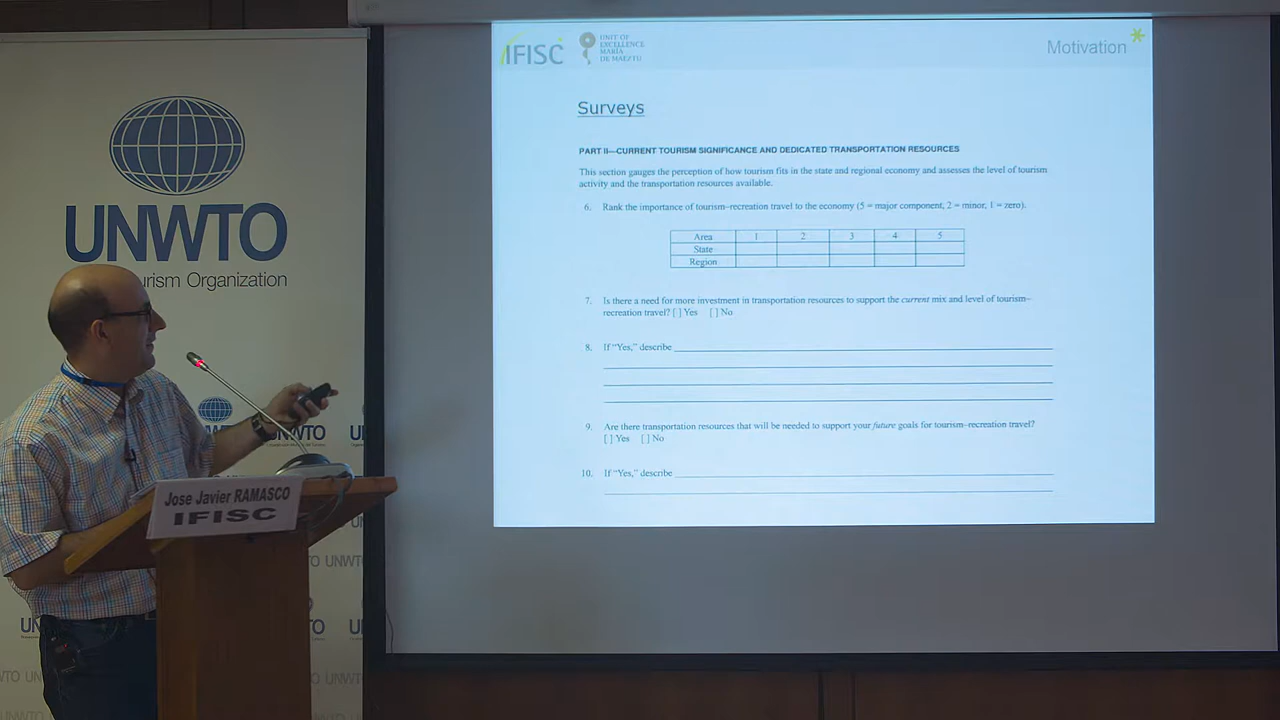 UNWTO
urism Organization
Jose Javier RAMASCO
IFISC
IFISC
UNIT OF
EXCELLENCE
MARÍA
DE MAEZTU
Motivation
Surveys
PART II—CURRENT TOURISM SIGNIFICANCE AND DEDICATED TRANSPORTATION RESOURCES
This section gauges the perception of how tourism fits in the state and regional economy and assesses the level of tourism
activity and the transportation resources available.
6. Rank the importance of tourism–recreation travel to the economy (5 = major component, 2 = minor, 1 = zero).
Area 1 2 3 4 5
State
Region
7. Is there a need for more investment in transportation resources to support the current mix and level of tourism–
recreation travel? [ ] Yes [ ] No
8. If “Yes,” describe
9. Are there transportation resources that will be needed to support your future goals for tourism–recreation travel?
[ ] Yes [ ] No
10. If “Yes,” describe